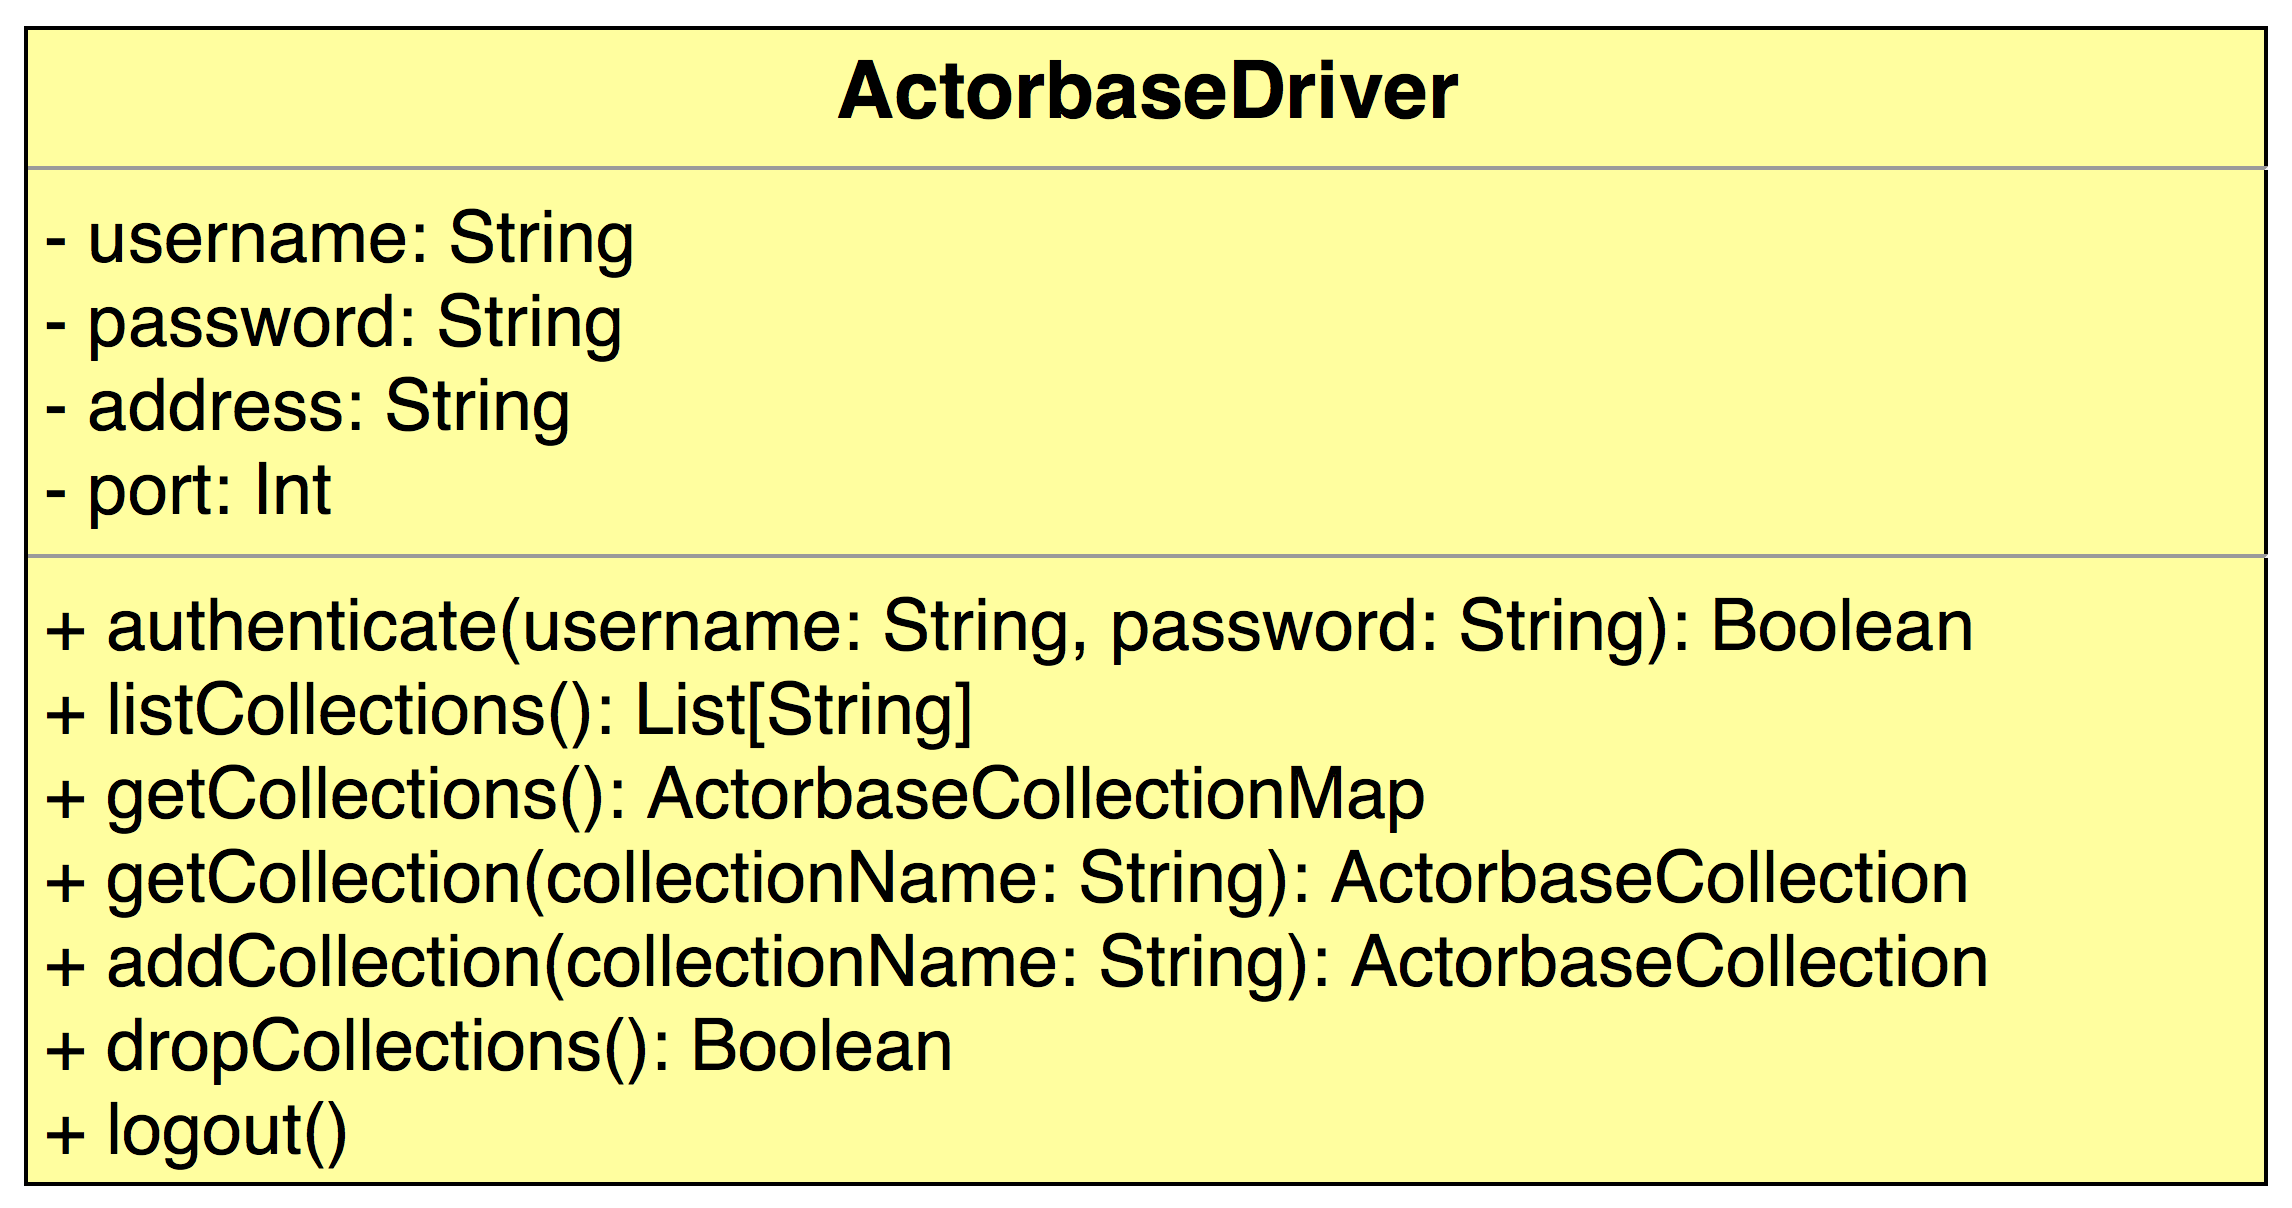 ActorbaseDriver
- username: String
- password: String
- address: String
- port: Int
+ authenticate(username: String, password: String): Boolean
+ listCollections(): List[String]
+ getCollections(): ActorbaseCollectionMap
+ getCollection(collectionName: String): ActorbaseCollection
+ addCollection(collectionName: String): ActorbaseCollection
+ dropCollections(): Boolean
+ logout()